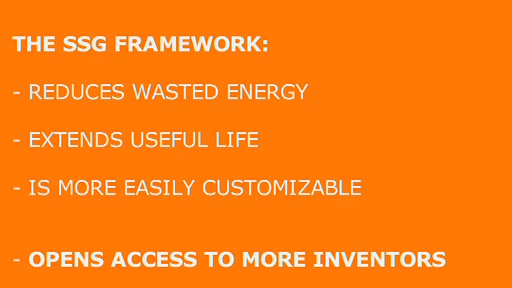 THE SSG FRAMEWORK:
- REDUCES WASTED ENERGY
- EXTENDS USEFUL LIFE
- IS MORE EASILY CUSTOMIZABLE
- OPENS ACCESS TO MORE INVENTORS